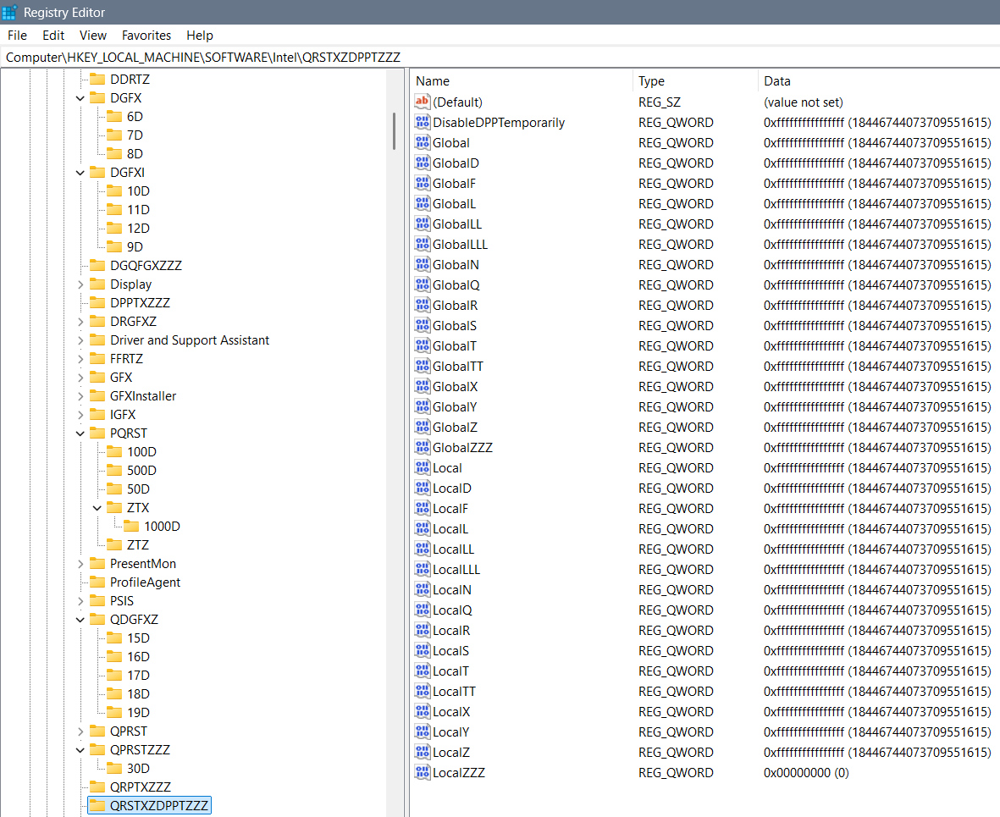 Registry Editor
File Edit View Favorites Help
Computer\HKEY_LOCAL_MACHINE\SOFTWARE\Intel\QRSTXZDPPTZZZ
DDRTZ
DGFX
6D
7D
8D
DGFXI
10D
11D
12D
9D
DGQFGXZZZ
Display
DPPTXZZZ
DRGFXZ
Driver and Support Assistant
FFRTZ
GFX
GFXInstaller
IGFX
PQRST
100D
500D
50D
ZTX
1000D
ZTZ
PresentMon
ProfileAgent
PSIS
QDGFXZ
15D
16D
17D
18D
19D
QPRST
QPRSTZZZ
30D
QRPTXZZZ
QRSTXZDPPTZZZ
Name Type Data
(Default) REG_SZ (value not set)
DisableDPPTemporarily REG_QWORD 0xffffffffffffffff (18446744073709551615)
Global REG_QWORD 0xffffffffffffffff (18446744073709551615)
GlobalD REG_QWORD 0xffffffffffffffff (18446744073709551615)
GlobalF REG_QWORD 0xffffffffffffffff (18446744073709551615)
GlobalL REG_QWORD 0xffffffffffffffff (18446744073709551615)
GlobalLL REG_QWORD 0xffffffffffffffff (18446744073709551615)
GlobalLLL REG_QWORD 0xffffffffffffffff (18446744073709551615)
GlobalN REG_QWORD 0xffffffffffffffff (18446744073709551615)
GlobalQ REG_QWORD 0xffffffffffffffff (18446744073709551615)
GlobalR REG_QWORD 0xffffffffffffffff (18446744073709551615)
GlobalS REG_QWORD 0xffffffffffffffff (18446744073709551615)
GlobalT REG_QWORD 0xffffffffffffffff (18446744073709551615)
GlobalTT REG_QWORD 0xffffffffffffffff (18446744073709551615)
GlobalX REG_QWORD 0xffffffffffffffff (18446744073709551615)
GlobalY REG_QWORD 0xffffffffffffffff (18446744073709551615)
GlobalZ REG_QWORD 0xffffffffffffffff (18446744073709551615)
GlobalZZZ REG_QWORD 0xffffffffffffffff (18446744073709551615)
Local REG_QWORD 0xffffffffffffffff (18446744073709551615)
LocalD REG_QWORD 0xffffffffffffffff (18446744073709551615)
LocalF REG_QWORD 0xffffffffffffffff (18446744073709551615)
LocalL REG_QWORD 0xffffffffffffffff (18446744073709551615)
LocalLL REG_QWORD 0xffffffffffffffff (18446744073709551615)
LocalLLL REG_QWORD 0xffffffffffffffff (18446744073709551615)
LocalN REG_QWORD 0xffffffffffffffff (18446744073709551615)
LocalQ REG_QWORD 0xffffffffffffffff (18446744073709551615)
LocalR REG_QWORD 0xffffffffffffffff (18446744073709551615)
LocalS REG_QWORD 0xffffffffffffffff (18446744073709551615)
LocalT REG_QWORD 0xffffffffffffffff (18446744073709551615)
LocalTT REG_QWORD 0xffffffffffffffff (18446744073709551615)
LocalX REG_QWORD 0xffffffffffffffff (18446744073709551615)
LocalY REG_QWORD 0xffffffffffffffff (18446744073709551615)
LocalZ REG_QWORD 0xffffffffffffffff (18446744073709551615)
LocalZZZ REG_QWORD 0x00000000 (0)